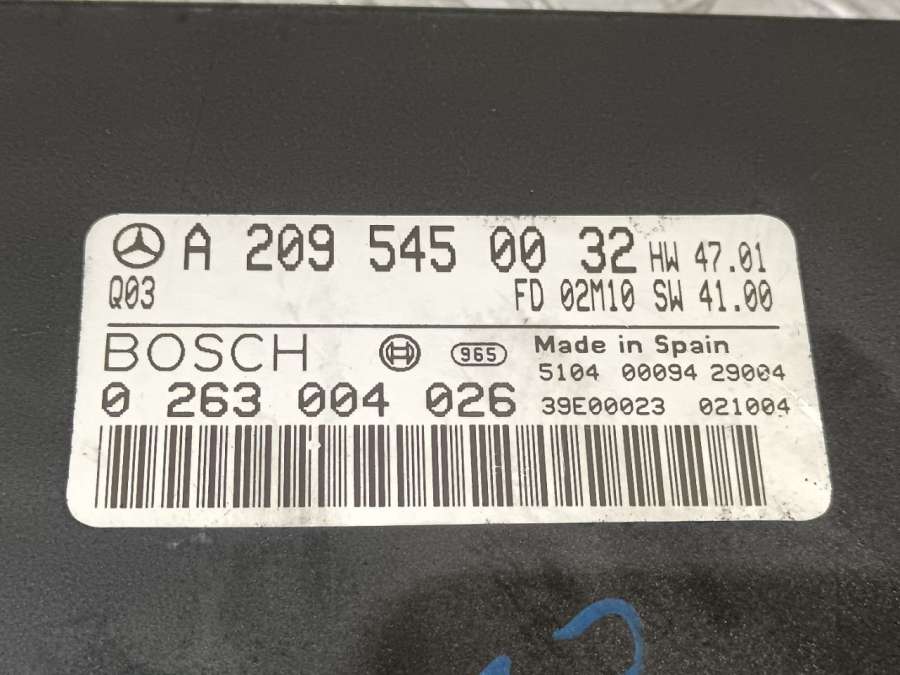 A 209 545 00 32 HW 47.01
Q03 FD 02M10 SW 41.00
BOSCH 965 Made in Spain
5104 00094 29004
0 263 004 026 39E00023 021004